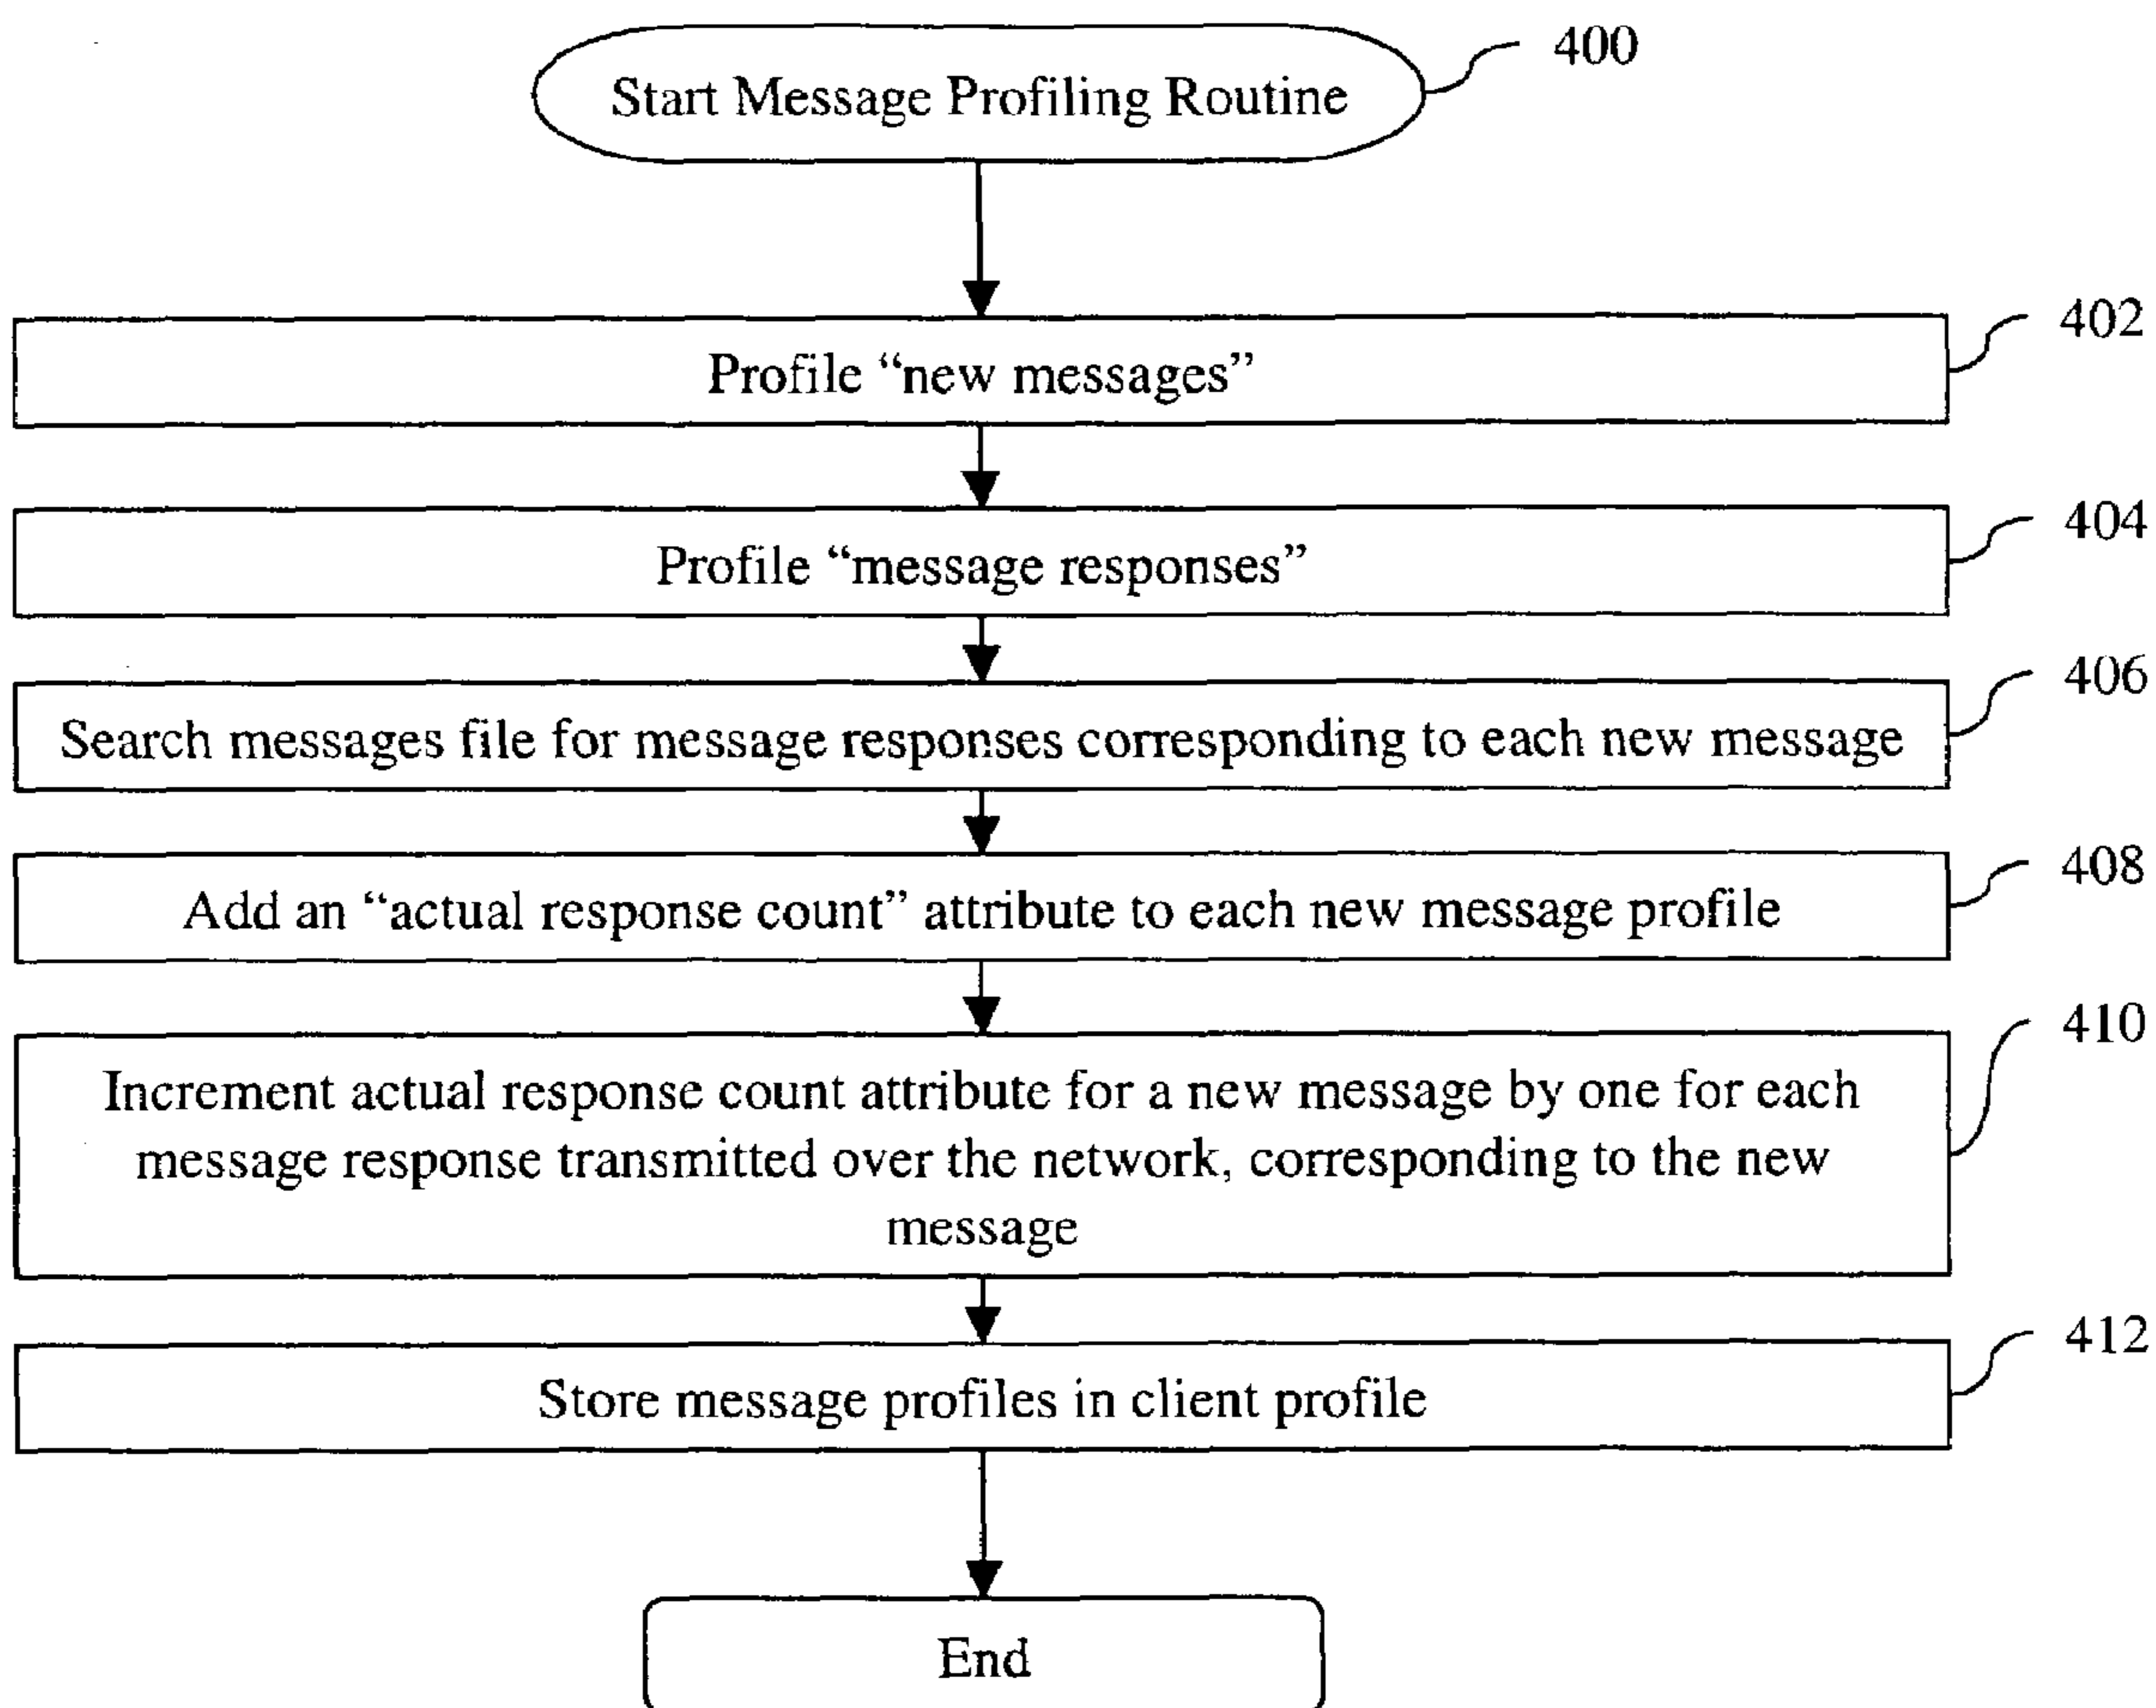 400
Start Message Profiling Routine
402
Profile “new messages”
404
Profile “message responses”
406
Search messages file for message responses corresponding to each new message
408
Add an “actual response count” attribute to each new message profile
410
Increment actual response count attribute for a new message by one for each
message response transmitted over the network, corresponding to the new
message
412
Store message profiles in client profile
End